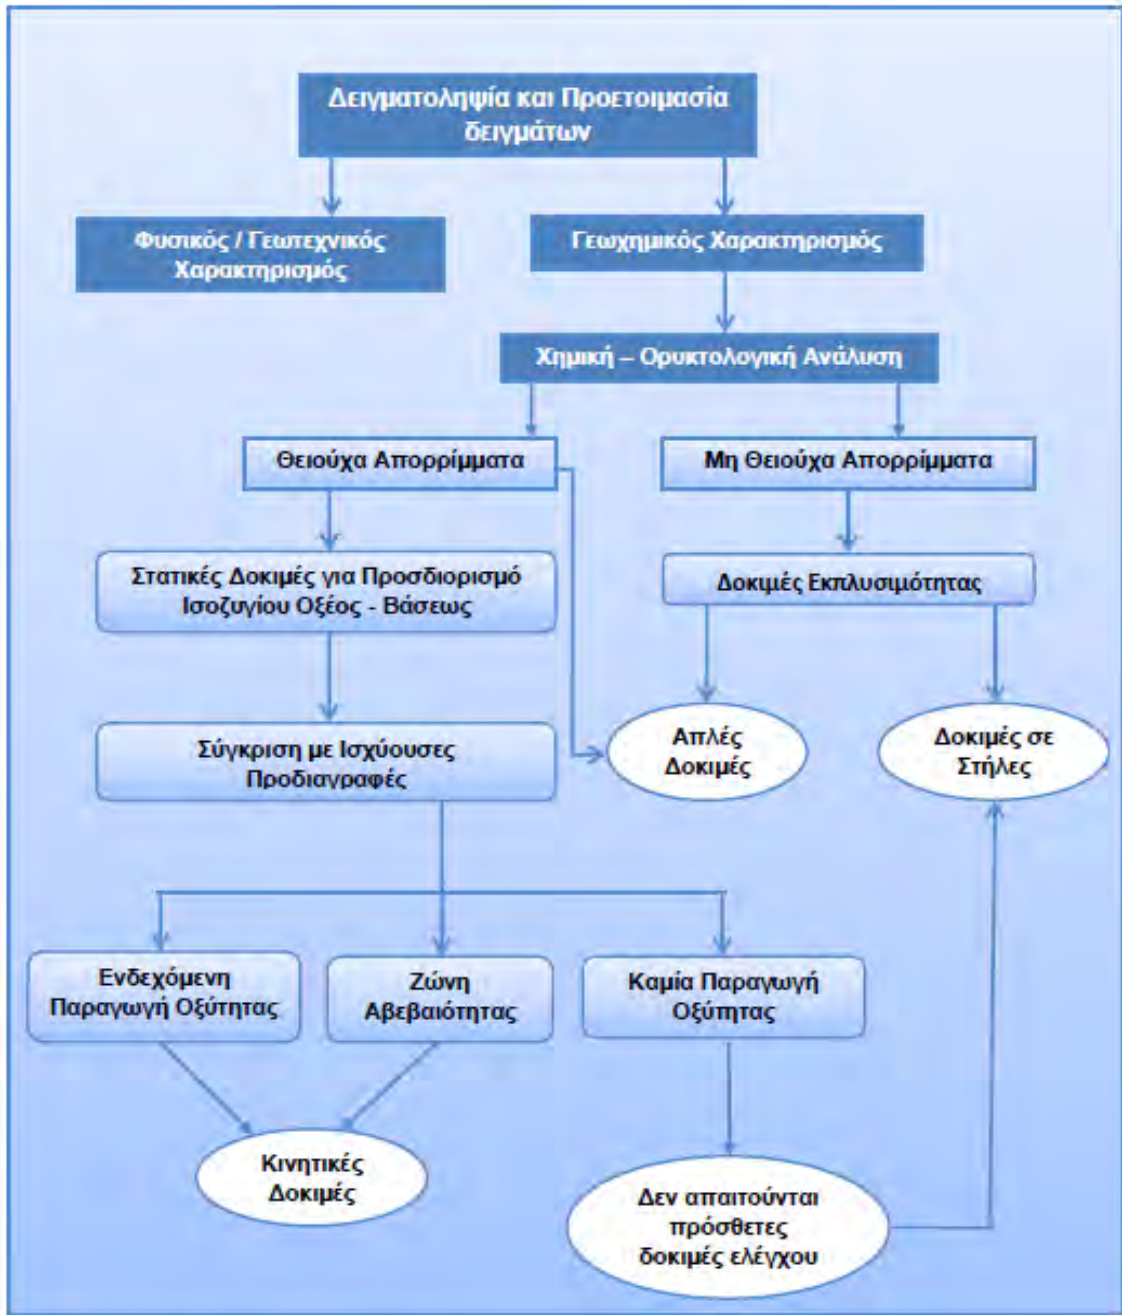 Δειγματοληψία και Προετοιμασία
δειγμάτων
Φυσικός / Γεωτεχνικός
Χαρακτηρισμός
Γεωχημικός Χαρακτηρισμός
Χημική – Ορυκτολογική Ανάλυση
Θειούχα Απορρίμματα
Μη Θειούχα Απορρίμματα
Στατικές Δοκιμές για Προσδιορισμό
Ισοζυγίου Οξέος - Βάσεως
Δοκιμές Εκπλυσιμότητας
Σύγκριση με Ισχύουσες
Προδιαγραφές
Απλές
Δοκιμές
Δοκιμές σε
Στήλες
Ενδεχόμενη
Παραγωγή Οξύτητας
Ζώνη
Αβεβαιότητας
Καμία Παραγωγή
Οξύτητας
Κινητικές
Δοκιμές
Δεν απαιτούνται
πρόσθετες
δοκιμές ελέγχου